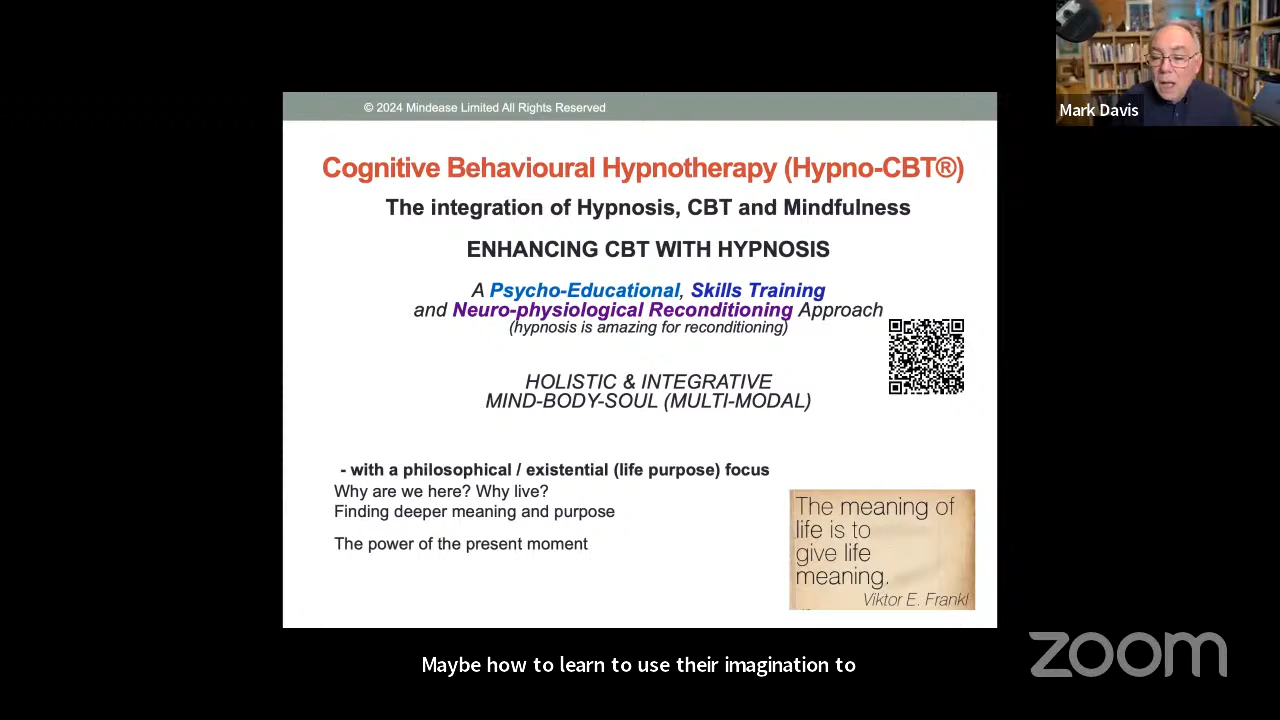 © 2024 Mindease Limited All Rights Reserved
Mark Davis
Cognitive Behavioural Hypnotherapy (Hypno-CBT®)
The integration of Hypnosis, CBT and Mindfulness
ENHANCING CBT WITH HYPNOSIS
A Psycho-Educational, Skills Training
and Neuro-physiological Reconditioning Approach
(hypnosis is amazing for reconditioning)
HOLISTIC & INTEGRATIVE
MIND-BODY-SOUL (MULTI-MODAL)
- with a philosophical / existential (life purpose) focus
Why are we here? Why live?
Finding deeper meaning and purpose
The power of the present moment
The meaning of
life is to
give life
meaning.
Viktor E. Frankl
Maybe how to learn to use their imagination to
zoom